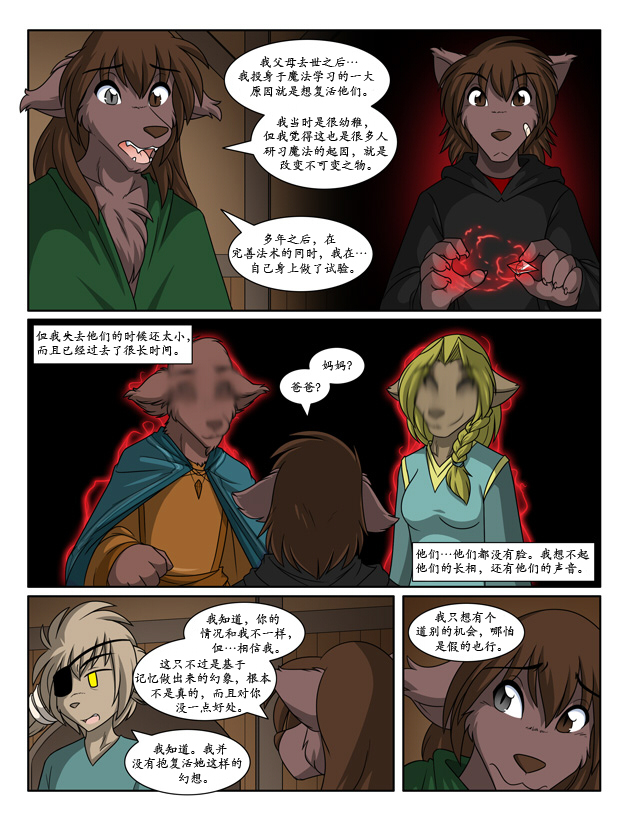 我父母去世之后…
我投身于魔法学习的一大
原因就是想复活他们。
我当时是很幼稚，
但我觉得这也是很多人
研习魔法的起因，就是
改变不可变之物。
多年之后，在
完善法术的同时，我在…
自己身上做了试验。
但我失去他们的时候还太小，
而且已经过去了很长时间。
妈妈？
爸爸？
他们…他们都没有脸。我想不起
他们的长相，还有他们的声音。
我知道，你的
情况和我不一样，
但…相信我。
这只不过是基于
记忆做出来的幻象，根本
不是真的，而且对你
没一点好处。
我知道。我并
没有抱复活她这样的
幻想。
我只想有个
道别的机会，哪怕
是假的也行。